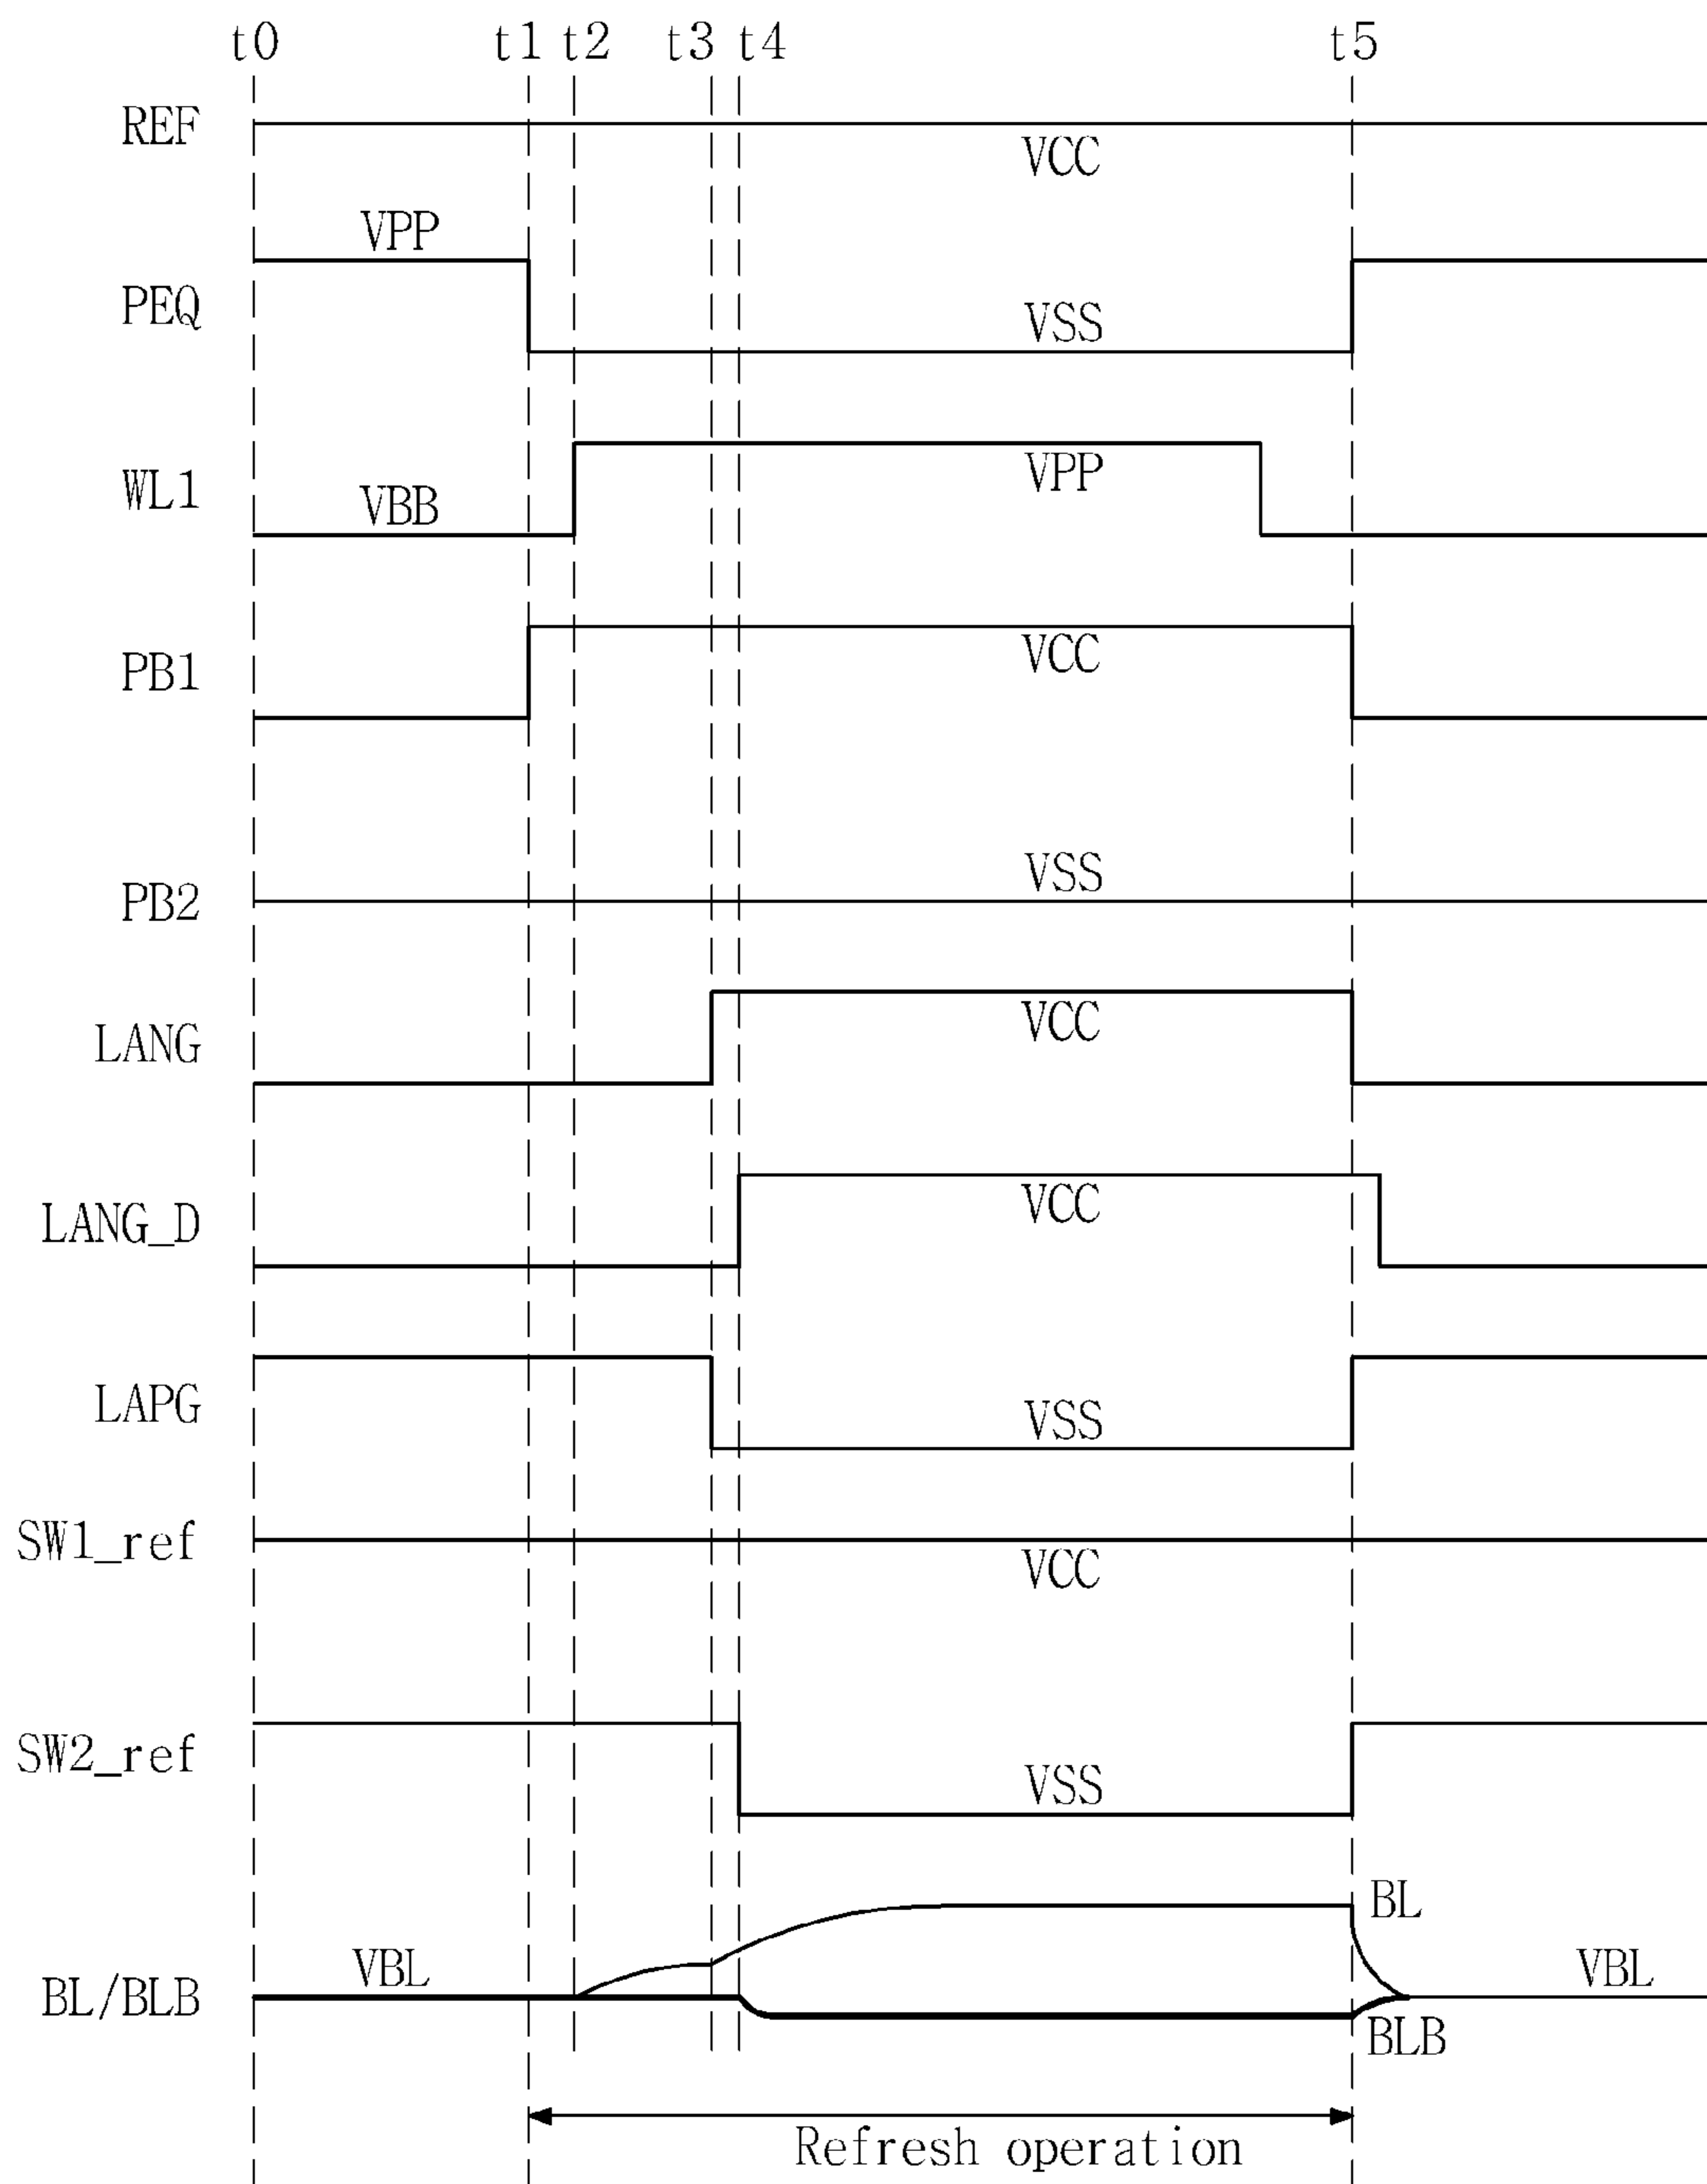 t0 t1 t2 t3 t4 t5
REF VCC
VPP
PEQ VSS
WL1 VBB VPP
PB1 VCC
PB2 VSS
LANG VCC
LANG_D VCC
LAPG VSS
SW1_ref VCC
SW2_ref VSS
BL
BL/BLB VBL VBL
BLB
Refresh operation